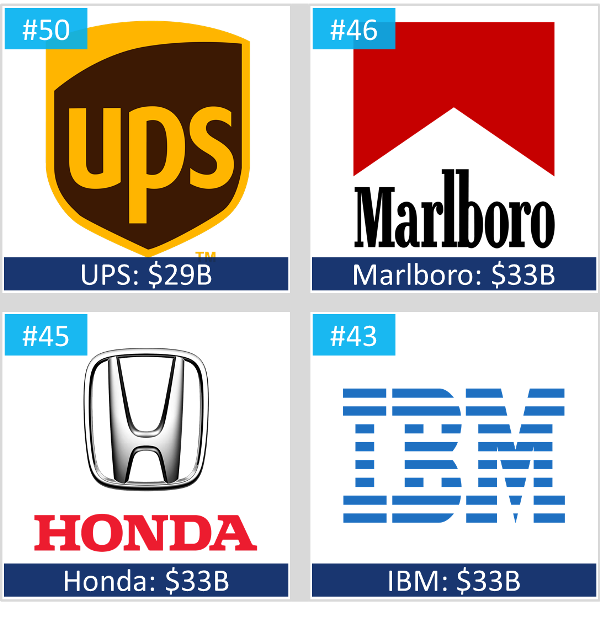 #50
ups
TM
UPS: $29B
#46
Marlboro
Marlboro: $33B
#45
HONDA
Honda: $33B
#43
IBM
IBM: $33B